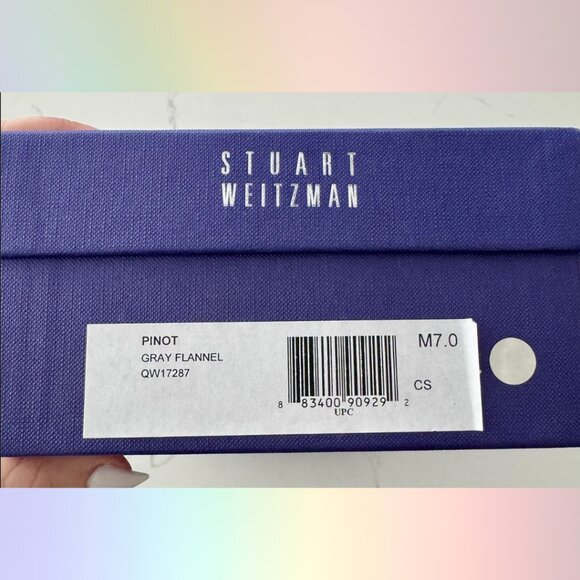 STUART
WEITZMAN
PINOT
GRAY FLANNEL
QW17287
M7.0
CS
8 83400 90929 2
UPC